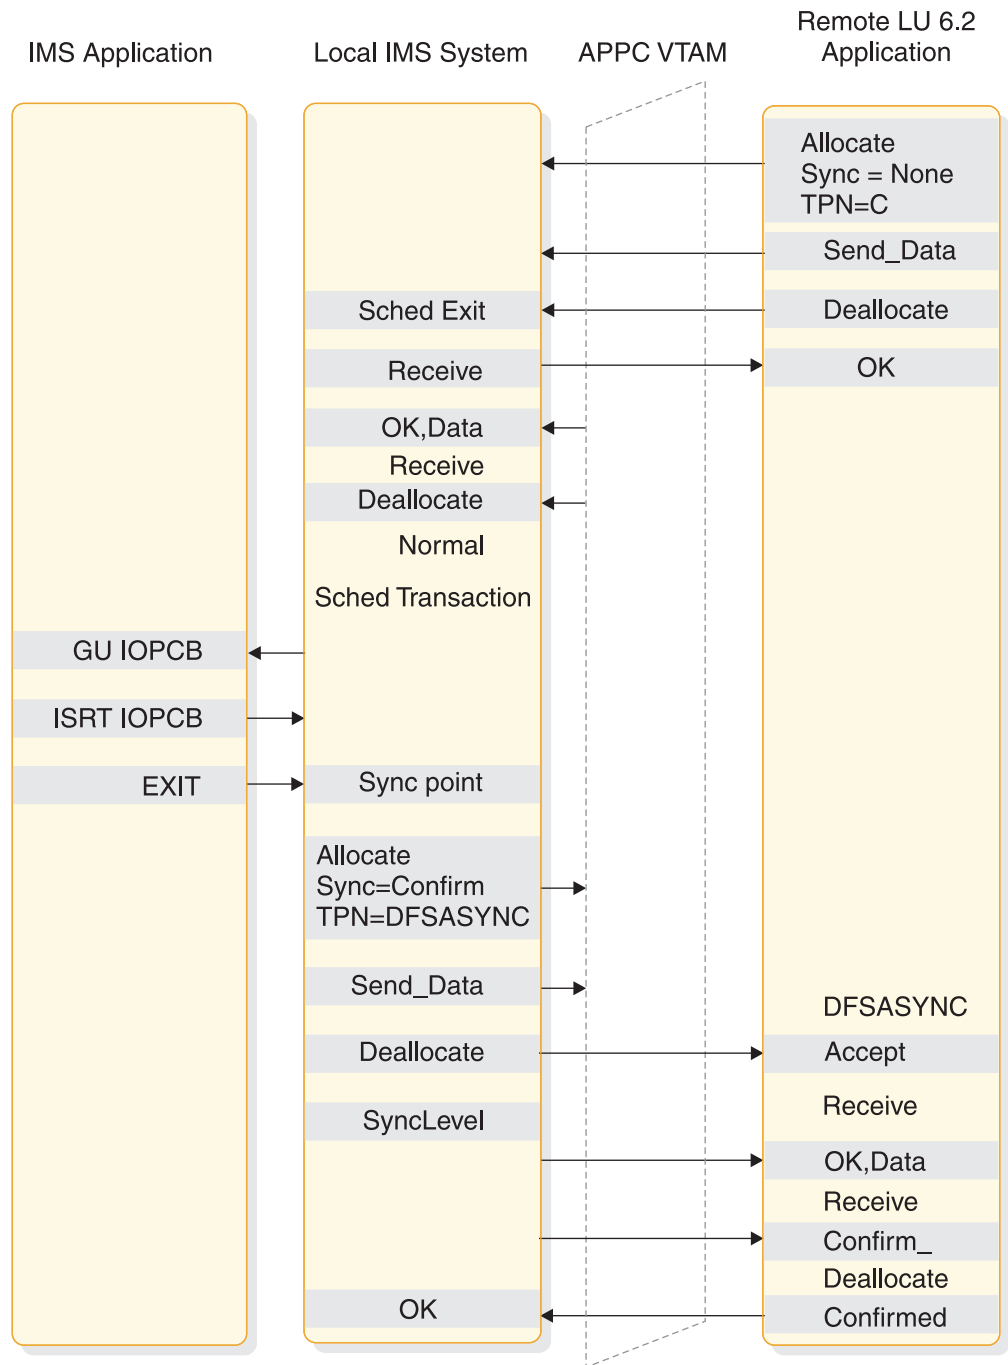 IMS Application
Local IMS System
APPC VTAM
Remote LU 6.2
Application
Allocate
Sync = None
TPN=C
Send_Data
Sched Exit
Deallocate
Receive
OK
OK,Data
Receive
Deallocate
Normal
Sched Transaction
GU IOPCB
ISRT IOPCB
EXIT
Sync point
Allocate
Sync=Confirm
TPN=DFSASYNC
Send_Data
DFSASYNC
Deallocate
Accept
Receive
SyncLevel
OK,Data
Receive
Confirm_
Deallocate
OK
Confirmed